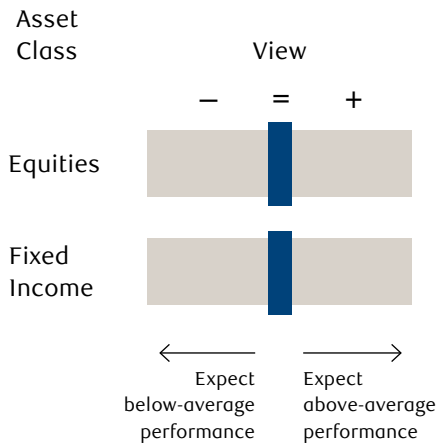 Asset
Class
View
– = +
Equities
Fixed
Income
Expect
below-average
performance
Expect
above-average
performance